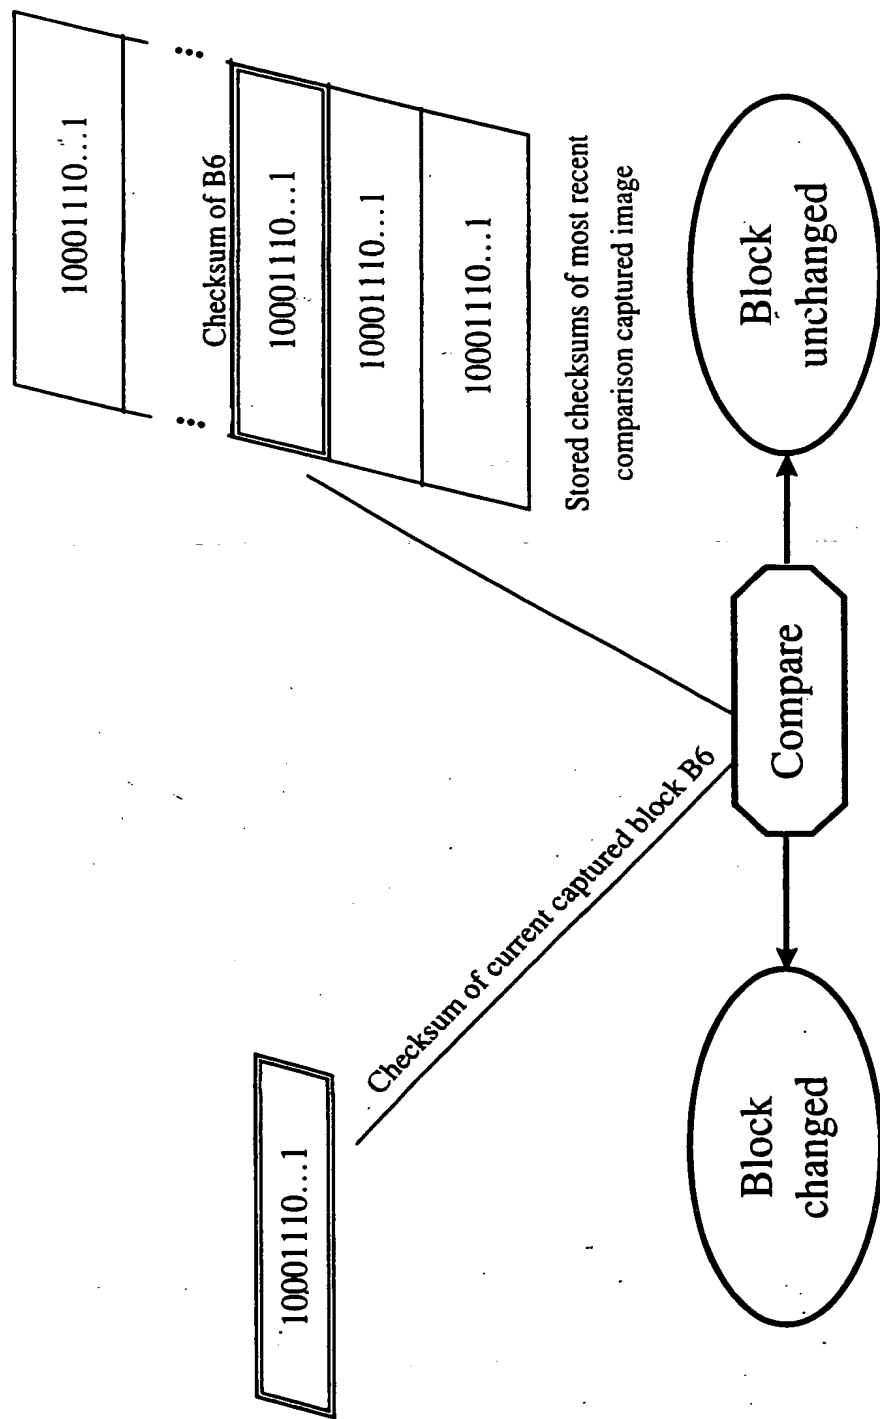 10001110...1
Checksum of B6
10001110...1
10001110...1
10001110...1
10001110...1
Stored checksums of most recent
comparison captured image
Checksum of current captured block B6
Compare
Block
changed
Block
unchanged